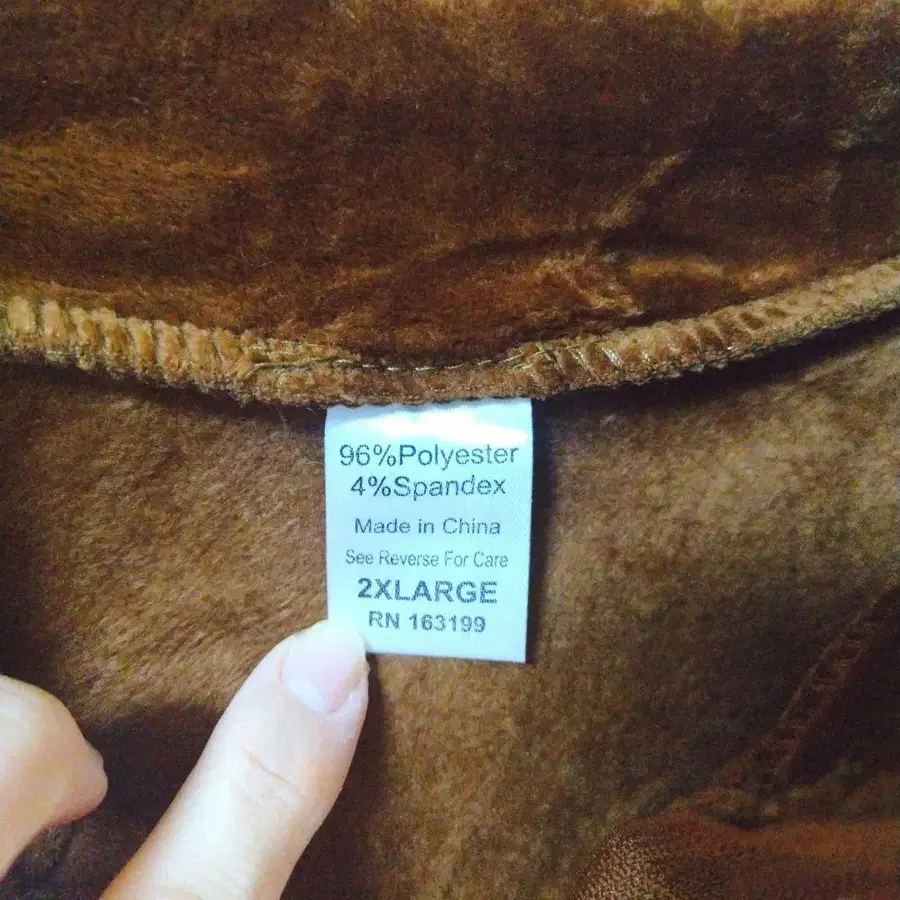 96%Polyester
4%Spandex
Made in China
See Reverse For Care
2XLARGE
RN 163199